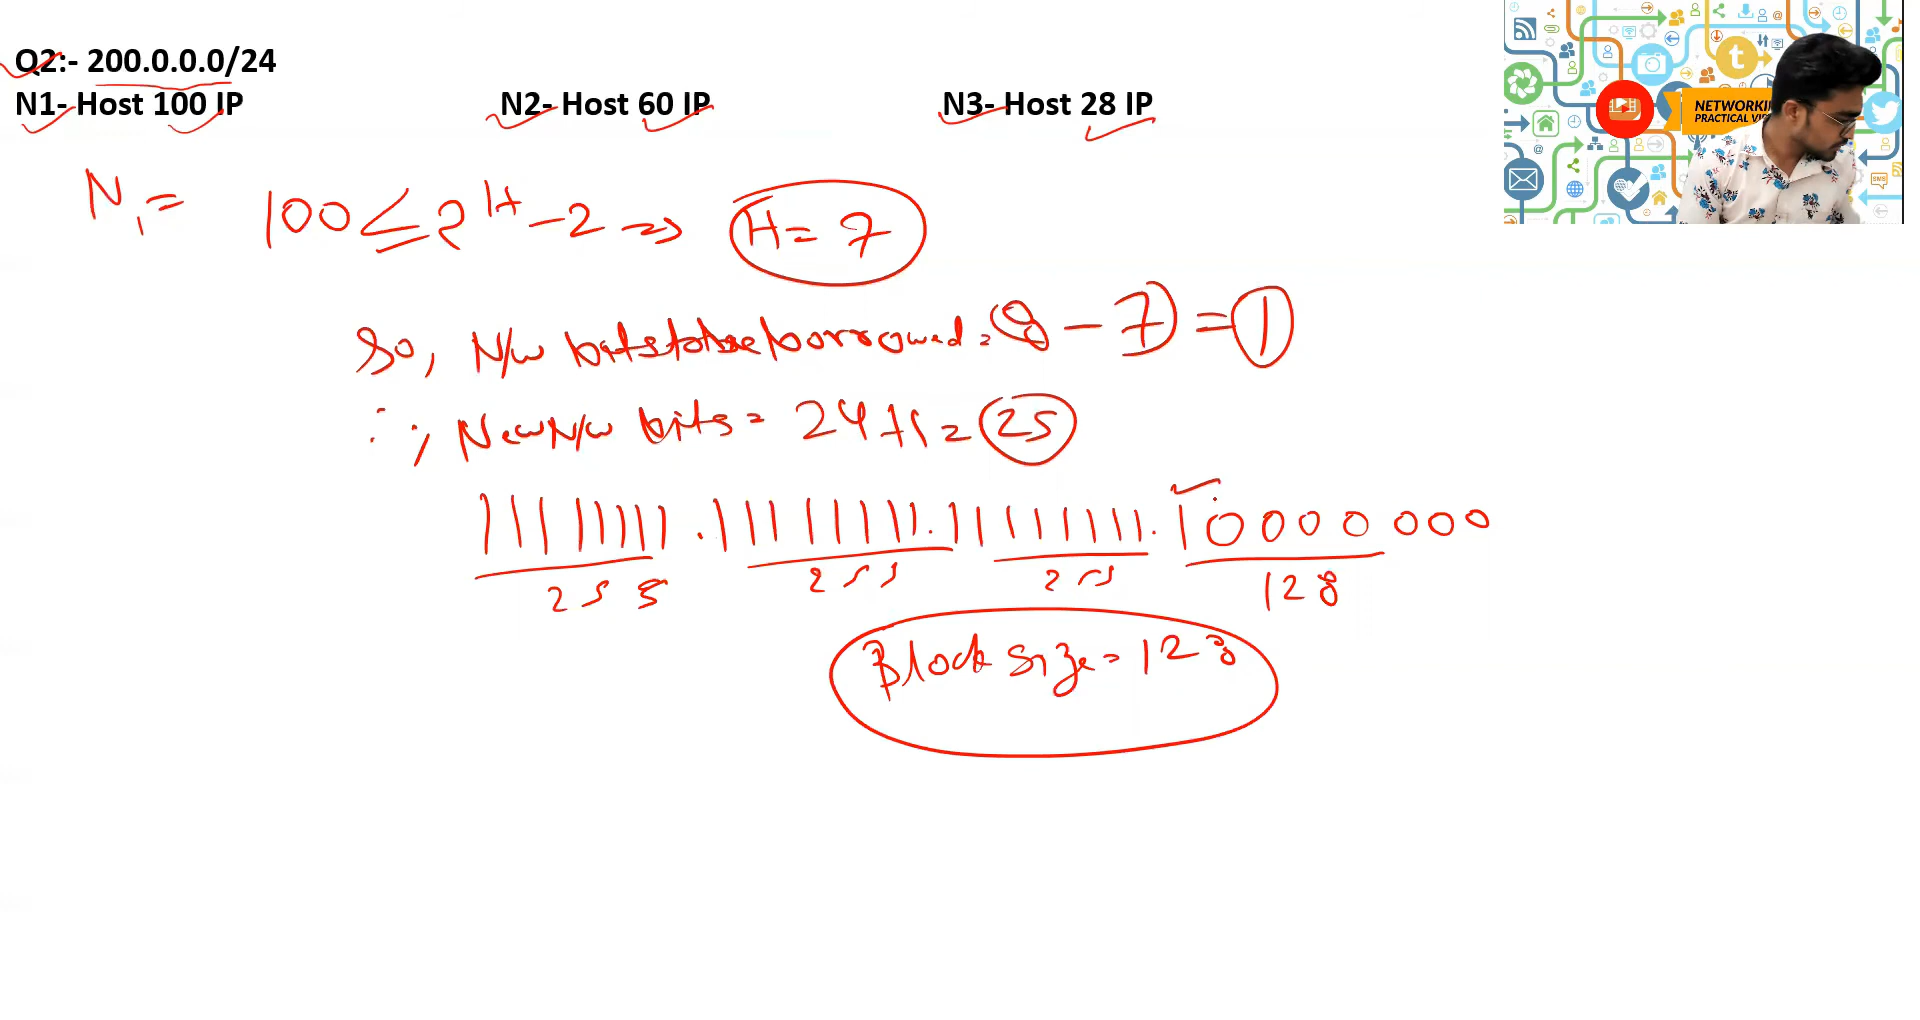 Q2:- 200.0.0.0/24
N1- Host 100 IP N2- Host 60 IP N3- Host 28 IP
NETWORKI
PRACTICAL VI
t
SMS
N1 = 100 ≤ 2^H - 2 ⇒ H = 7
So, N/w bits to be borrowed = 8 - 7 = 1
∴, New N/w bits = 24 + 1 = 25
11111111.11111111.11111111.10000000
255 255 255 128
Block size = 128